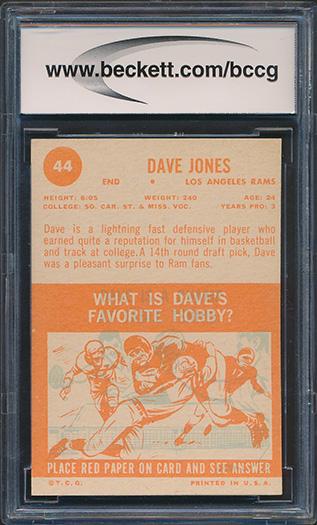 www.beckett.com/bccg
44
DAVE JONES
END • LOS ANGELES RAMS
HEIGHT: 6:05 WEIGHT: 240 AGE: 24
COLLEGE: SO. CAR. ST. & MISS. VOC. YEARS PRO: 3
Dave is a lightning fast defensive player who
earned quite a reputation for himself in basketball
and track at college. A 14th round draft pick, Dave
was a pleasant surprise to Ram fans.
WHAT IS DAVE'S
FAVORITE HOBBY?
PLACE RED PAPER ON CARD AND SEE ANSWER
©T.C.G. PRINTED IN U.S.A.